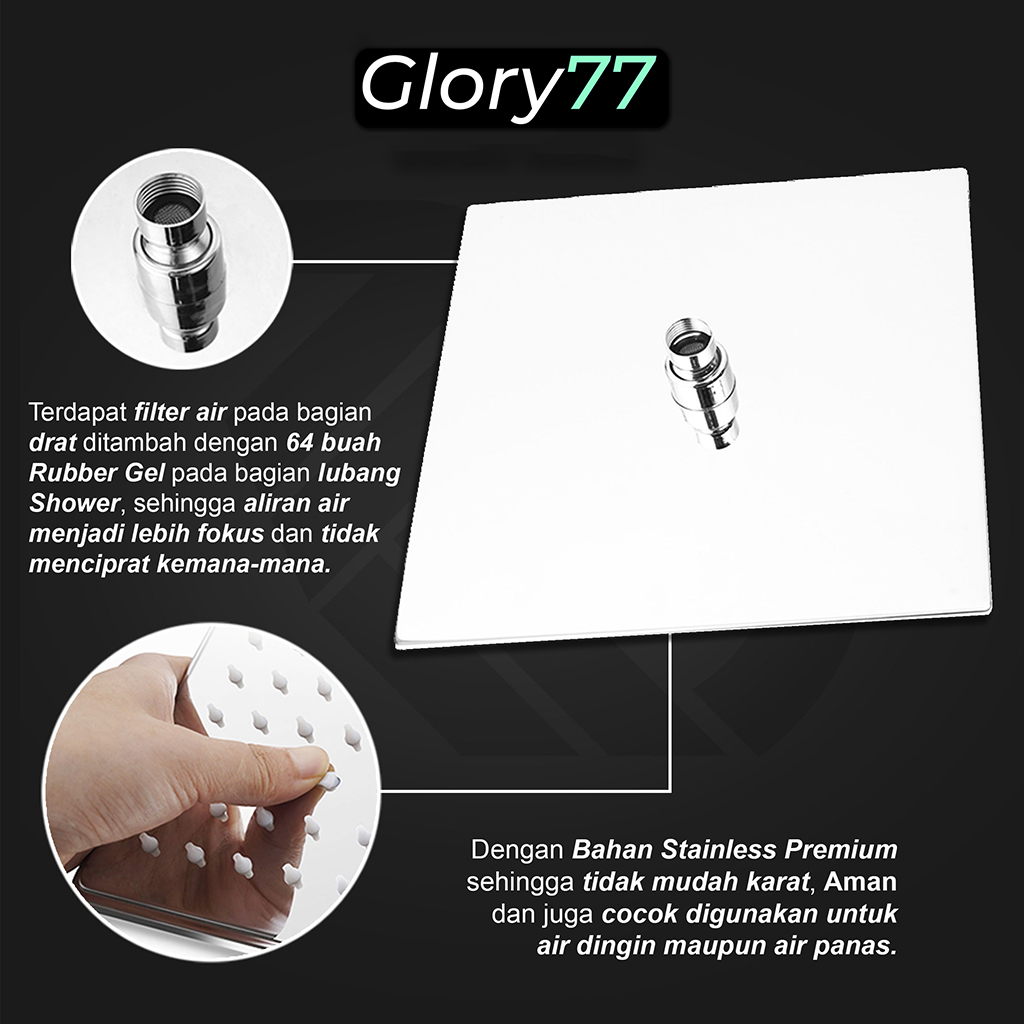 Glory77
Terdapat filter air pada bagian
drat ditambah dengan 64 buah
Rubber Gel pada bagian lubang
Shower, sehingga aliran air
menjadi lebih fokus dan tidak
menciprat kemana-mana.
Dengan Bahan Stainless Premium
sehingga tidak mudah karat, Aman
dan juga cocok digunakan untuk
air dingin maupun air panas.